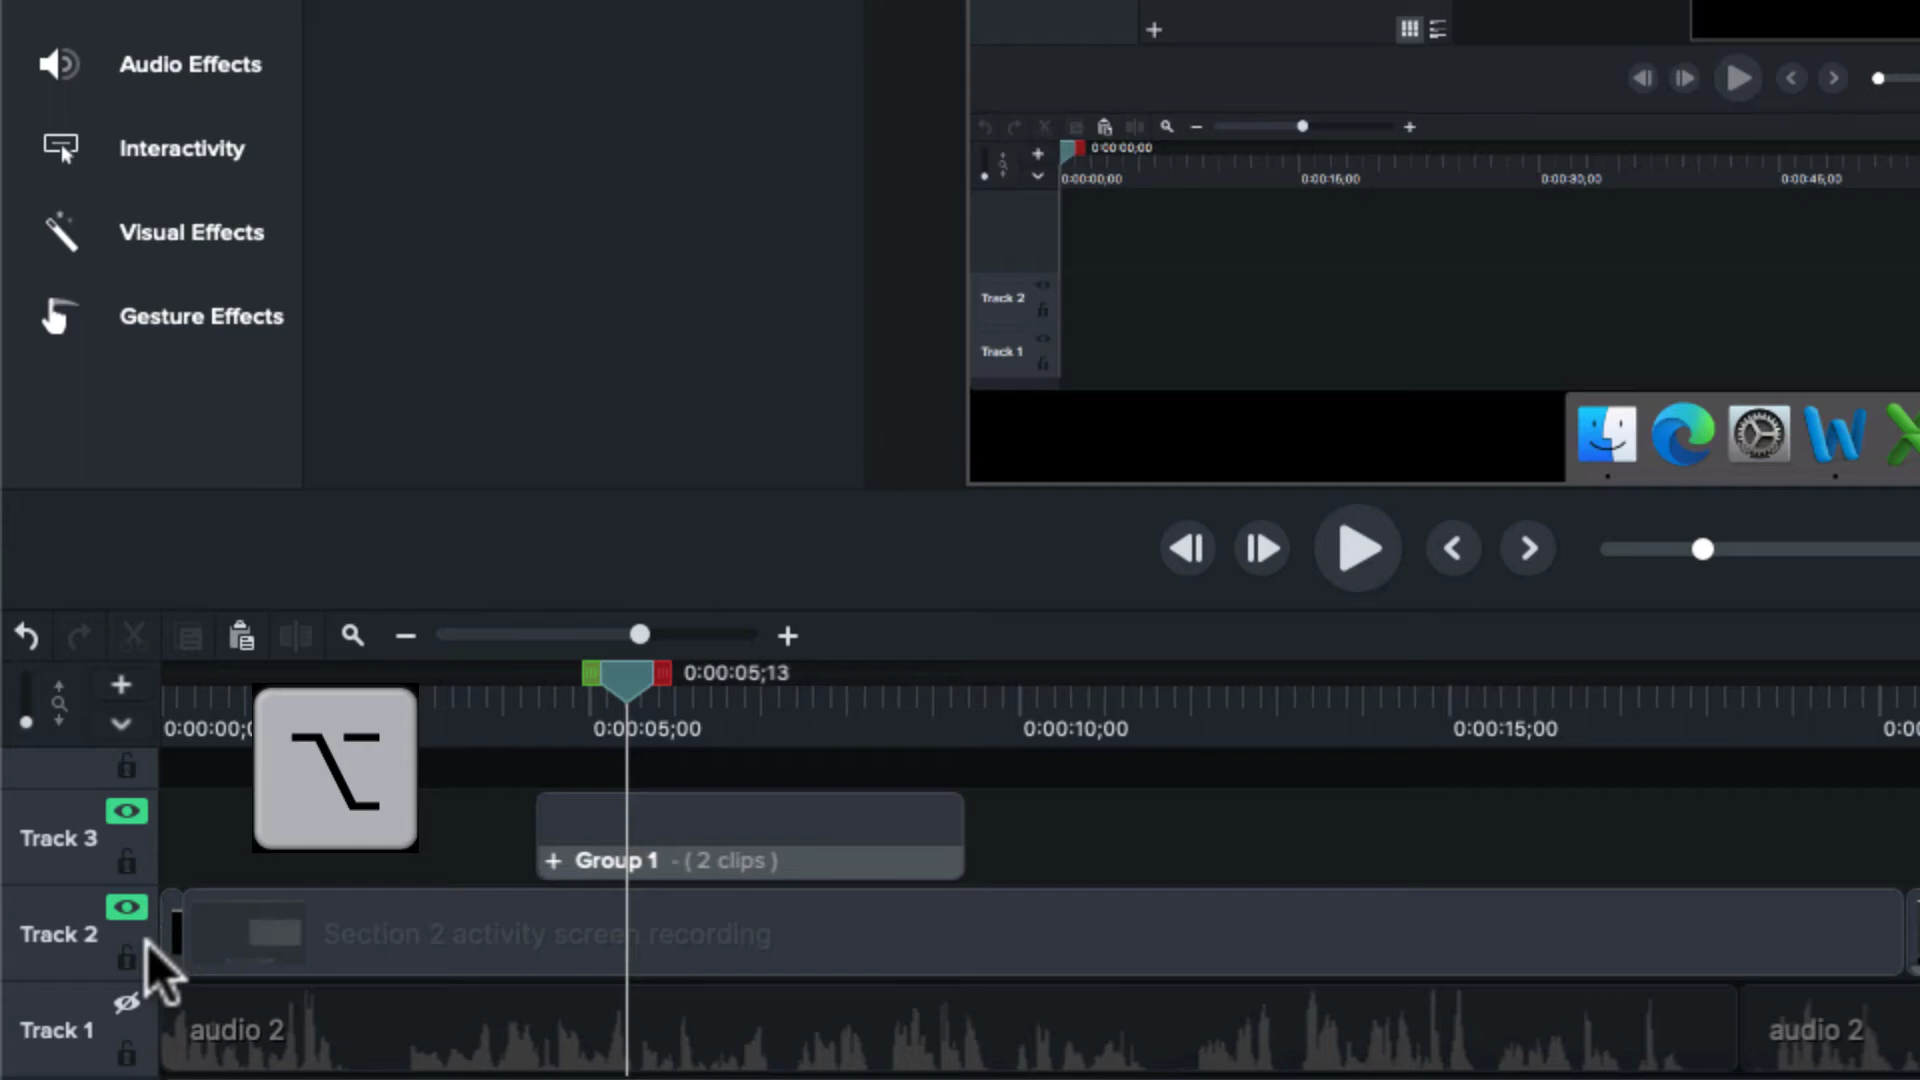 Audio Effects
Interactivity
Visual Effects
Gesture Effects
0:00:00;00
0:00:00;00
0:00:15;00
0:00:30;00
0:00:45;00
Track 2
Track 1
W
0:00:05;13
0:00:00;0
0:00:05;00
0:00:10;00
0:00:15;00
0:00
Track 3
+ Group 1 - ( 2 clips )
Track 2
Section 2 activity screen recording
Track 1
audio 2
audio 2